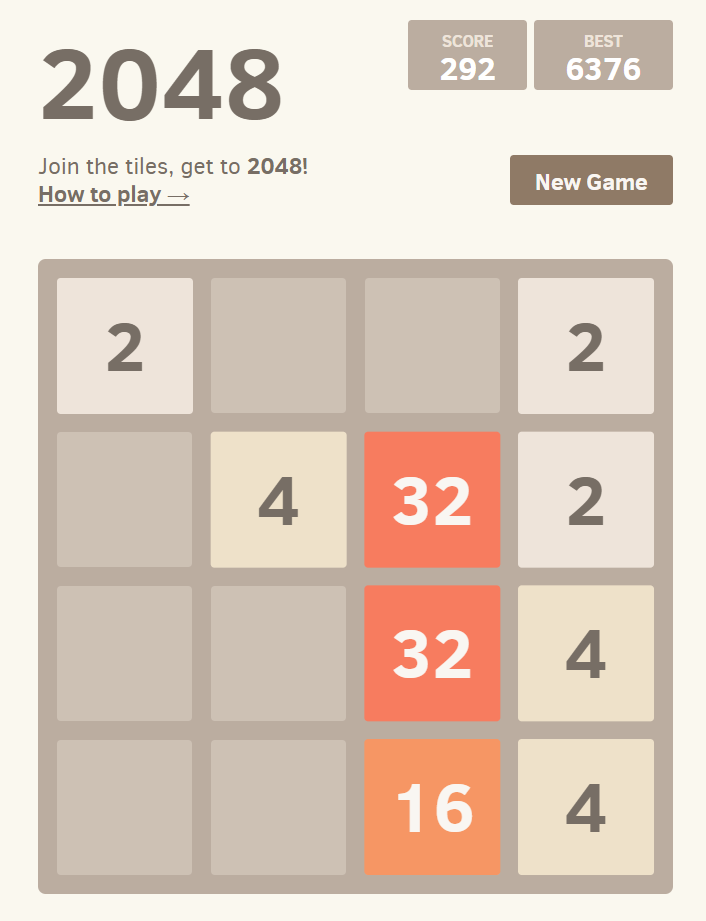 2048
SCORE
292
BEST
6376
Join the tiles, get to 2048!
How to play →
New Game
2 2
4 32 2
32 4
16 4